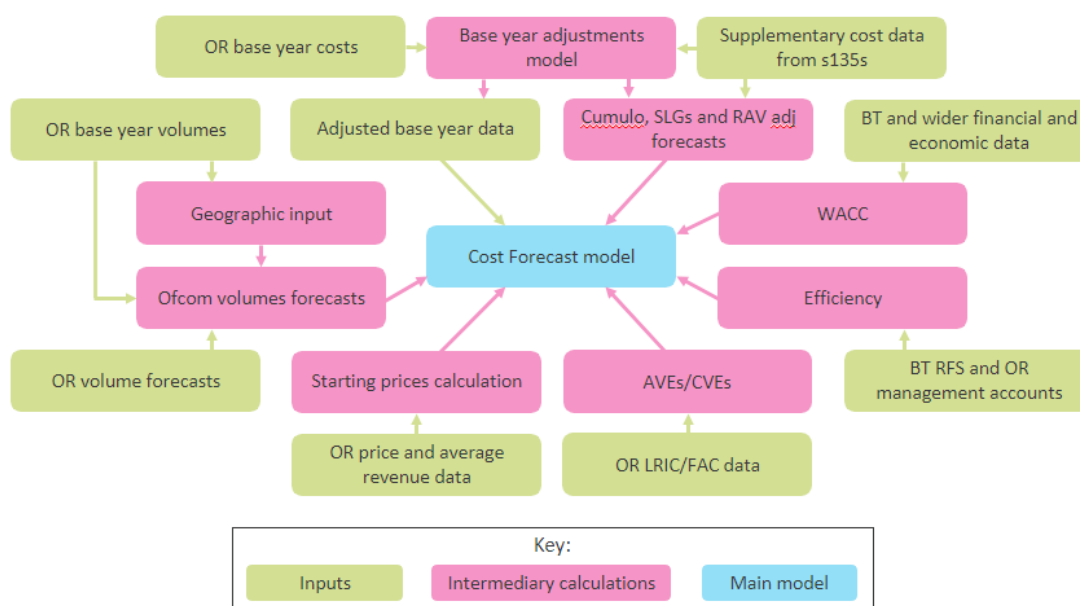 OR base year costs
Base year adjustments
model
Supplementary cost data
from s135s
OR base year volumes
Adjusted base year data
Cumulo, SLGs and RAV adj
forecasts
BT and wider financial and
economic data
Geographic input
WACC
Cost Forecast model
Ofcom volumes forecasts
Efficiency
OR volume forecasts
Starting prices calculation
AVEs/CVEs
BT RFS and OR
management accounts
OR price and average
revenue data
OR LRIC/FAC data
Key:
Inputs
Intermediary calculations
Main model